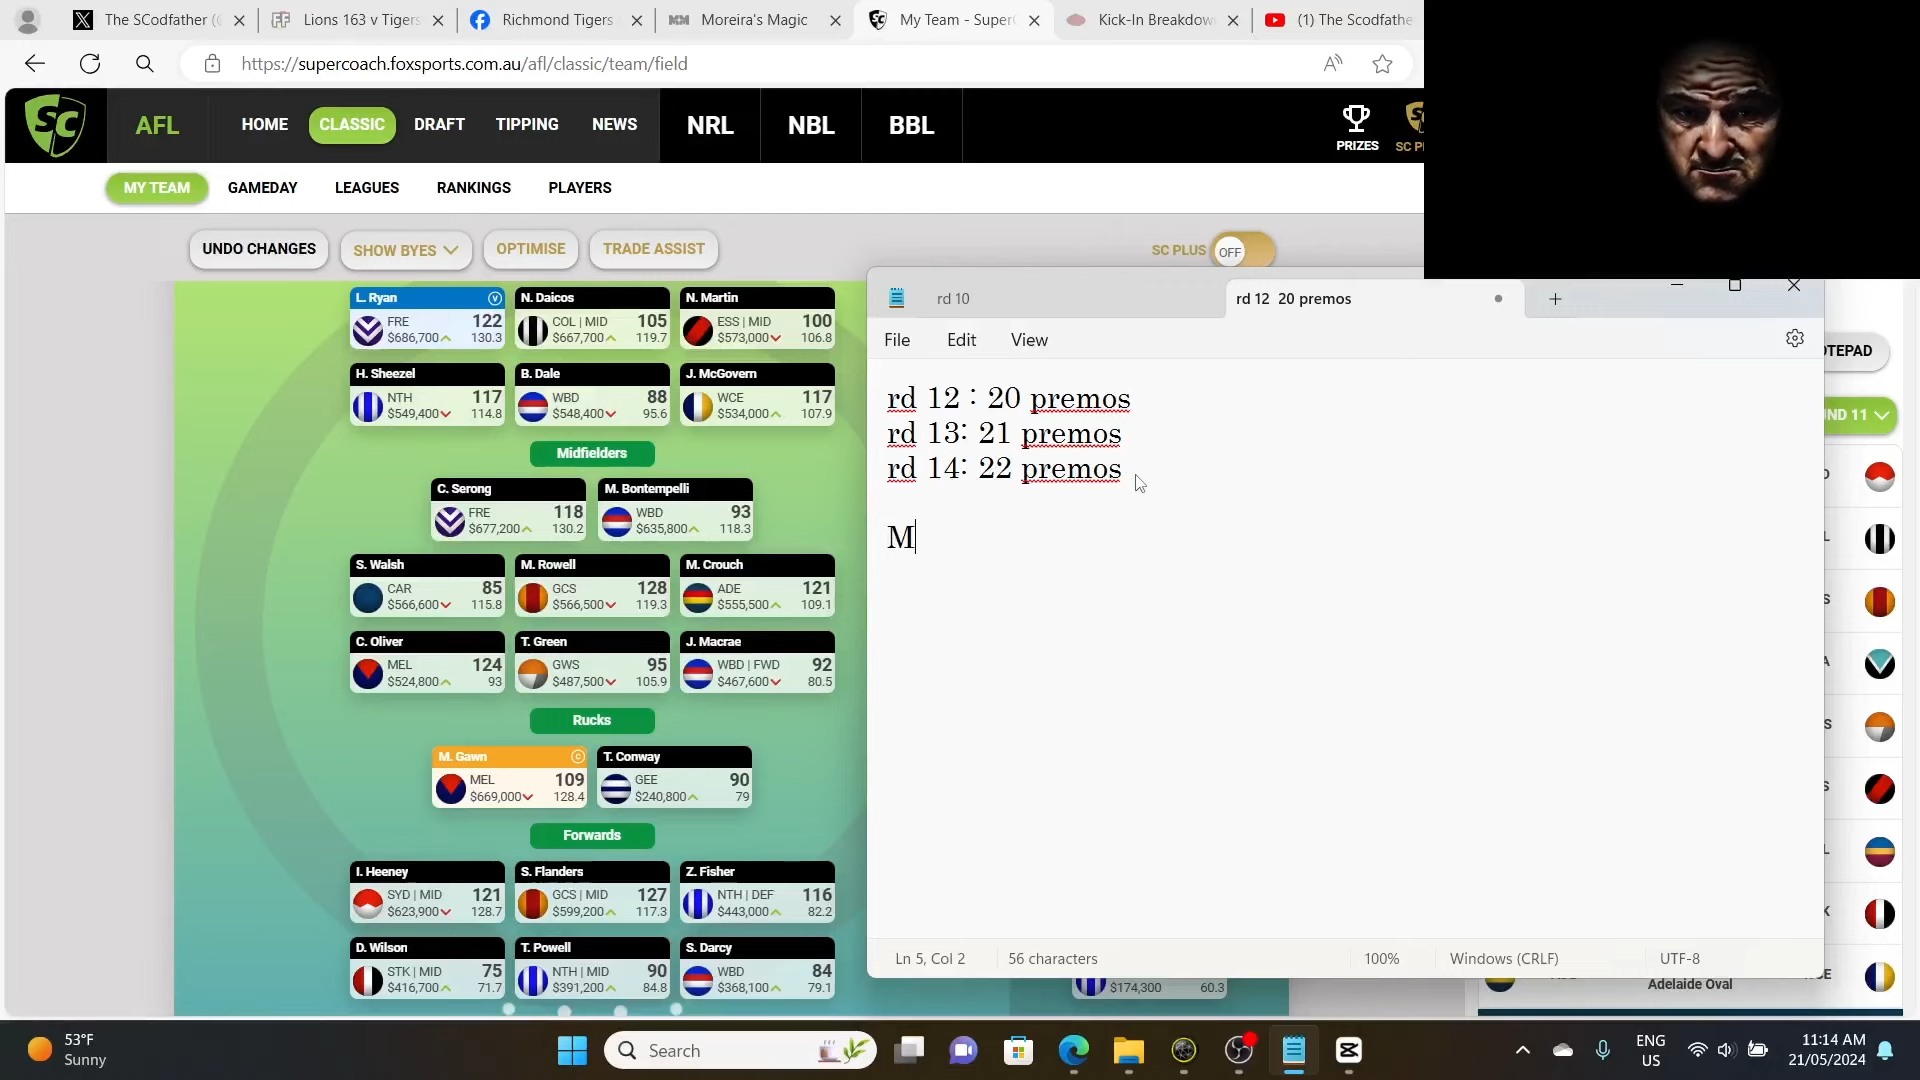 The SCodfather (
Lions 163 v Tigers
Richmond Tigers
Moreira's Magic
My Team - SuperC
Kick-In Breakdow
(1) The Scodfathe
https://supercoach.foxsports.com.au/afl/classic/team/field
SC
AFL
HOME
CLASSIC
DRAFT
TIPPING
NEWS
NRL
NBL
BBL
PRIZES
SC PL
MY TEAM
GAMEDAY
LEAGUES
RANKINGS
PLAYERS
UNDO CHANGES
SHOW BYES
OPTIMISE
TRADE ASSIST
SC PLUS
OFF
L. Ryan
V
FRE 122
$686,700 130.3
N. Daicos
COL | MID 105
$667,700 119.7
N. Martin
ESS | MID 100
$573,000 106.8
H. Sheezel
NTH 117
$549,400 114.8
B. Dale
WBD 88
$548,400 95.6
J. McGovern
WCE 117
$534,000 107.9
Midfielders
C. Serong
FRE 118
$677,200 130.2
M. Bontempelli
WBD 93
$635,800 118.3
S. Walsh
CAR 85
$566,600 115.8
M. Rowell
GCS 128
$566,500 119.3
M. Crouch
ADE 121
$555,500 109.1
C. Oliver
MEL 124
$524,800 93
T. Green
GWS 95
$487,500 105.9
J. Macrae
WBD | FWD 92
$467,600 80.5
Rucks
M. Gawn
C
MEL 109
$669,000 128.4
T. Conway
GEE 90
$240,800 79
Forwards
I. Heeney
SYD | MID 121
$623,900 128.7
S. Flanders
GCS | MID 127
$599,200 117.3
Z. Fisher
NTH | DEF 116
$443,000 82.2
D. Wilson
STK | MID 75
$416,700 71.7
T. Powell
NTH | MID 90
$391,200 84.8
S. Darcy
WBD 84
$368,100 79.1
rd 10
rd 12  20 premos
File
Edit
View
rd 12 : 20 premos
rd 13: 21 premos
rd 14: 22 premos
M
Ln 5, Col 2
56 characters
100%
Windows (CRLF)
UTF-8
OTEPAD
UND 11
$174,300 60.3
Adelaide Oval
53°F
Sunny
Search
ENG
US
11:14 AM
21/05/2024